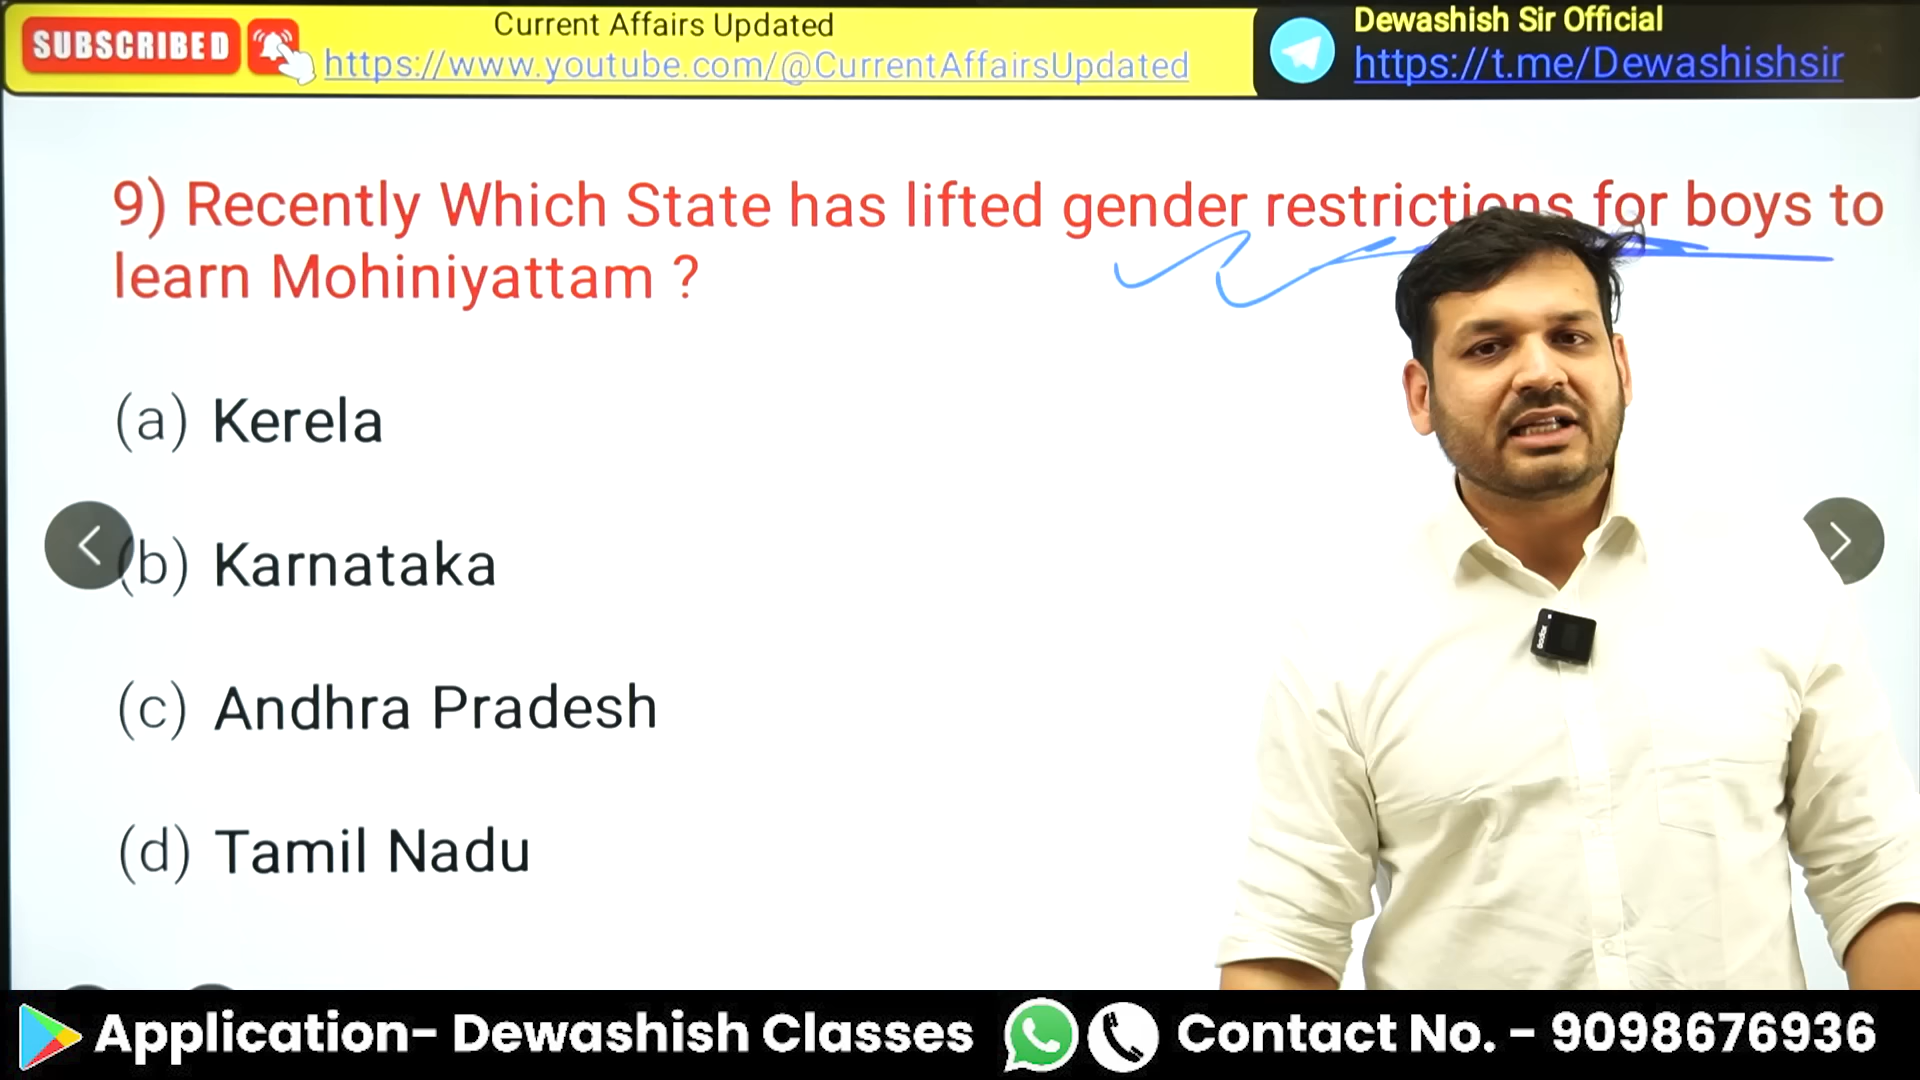 SUBSCRIBED
Current Affairs Updated
https://www.youtube.com/@CurrentAffairsUpdated
Dewashish Sir Official
https://t.me/Dewashishsir
9) Recently Which State has lifted gender restrictions for boys to
learn Mohiniyattam ?
(a) Kerela
(b) Karnataka
(c) Andhra Pradesh
(d) Tamil Nadu
Godox
Application- Dewashish Classes
Contact No. - 9098676936